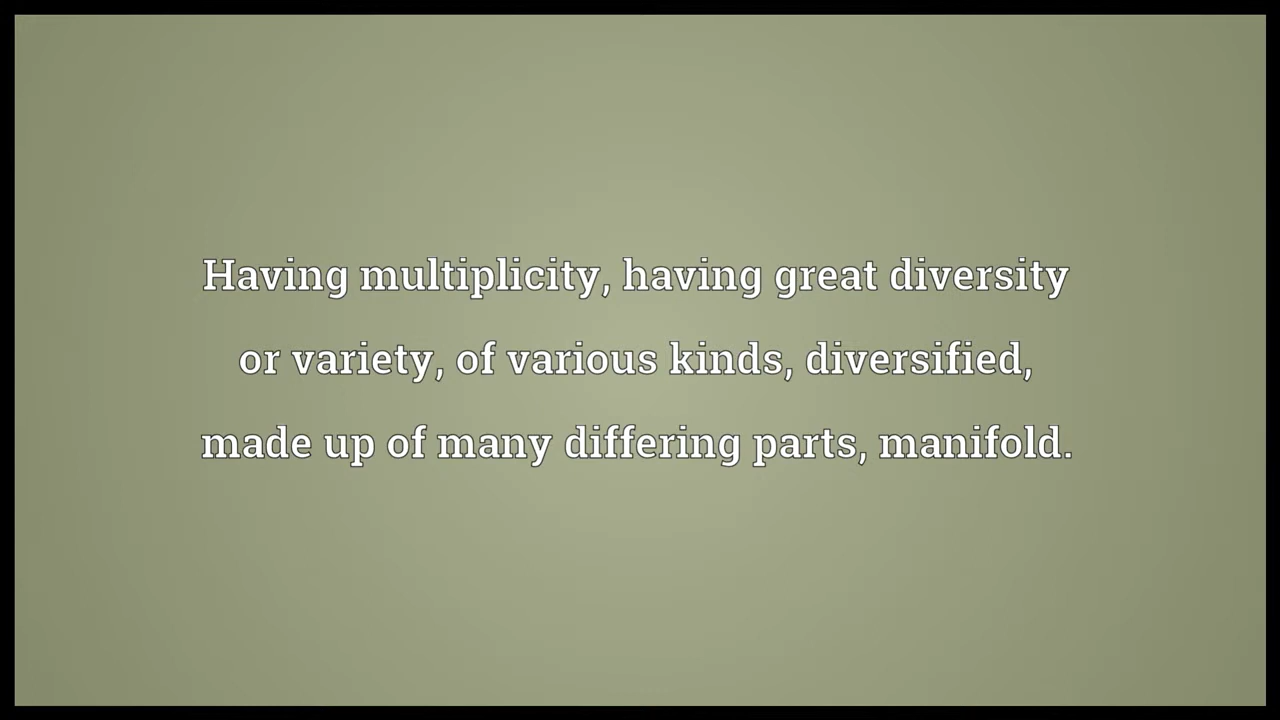 Having multiplicity, having great diversity
or variety, of various kinds, diversified,
made up of many differing parts, manifold.